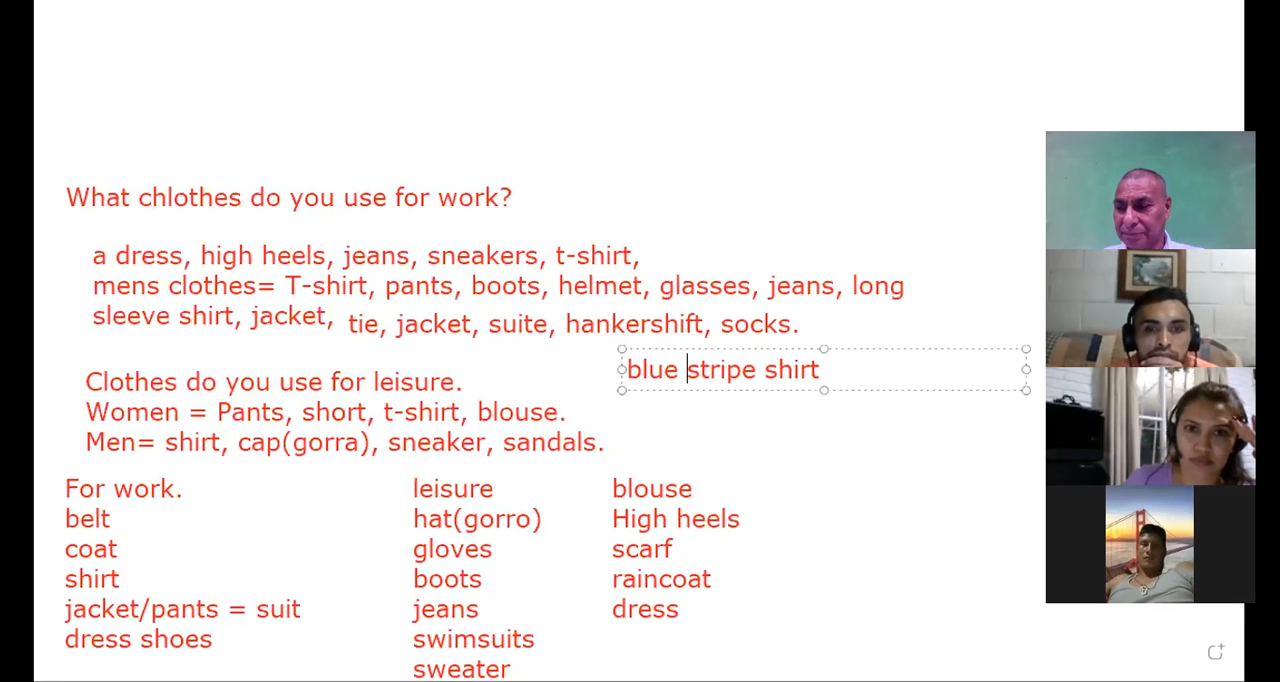 What chlothes do you use for work?
a dress, high heels, jeans, sneakers, t-shirt,
mens clothes= T-shirt, pants, boots, helmet, glasses, jeans, long
sleeve shirt, jacket, tie, jacket, suite, hankershift, socks.
blue stripe shirt
Clothes do you use for leisure.
Women = Pants, short, t-shirt, blouse.
Men= shirt, cap(gorra), sneaker, sandals.
For work.
belt
coat
shirt
jacket/pants = suit
dress shoes
leisure
hat(gorro)
gloves
boots
jeans
swimsuits
sweater
blouse
High heels
scarf
raincoat
dress